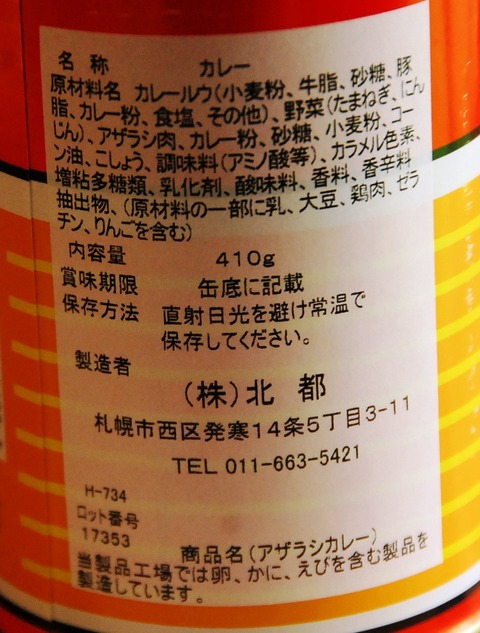 名 称 カレー
原材料名 カレールウ(小麦粉、牛脂、砂糖、豚
脂、カレー粉、食塩、その他)、野菜(たまねぎ、にん
じん)、アザラシ肉、カレー粉、砂糖、小麦粉、コー
ン油、こしょう、調味料(アミノ酸等)、カラメル色素、
増粘多糖類、乳化剤、酸味料、香料、香辛料
抽出物、(原材料の一部に乳、大豆、鶏肉、ゼラ
チン、りんごを含む)
内容量 410g
賞味期限 缶底に記載
保存方法 直射日光を避け常温で
保存してください。
製造者
(株)北 都
札幌市西区発寒14条5丁目3-11
TEL 011-663-5421
H-734
ロット番号
17353
商品名(アザラシカレー)
当製品工場では卵、かに、えびを含む製品を
製造しています。